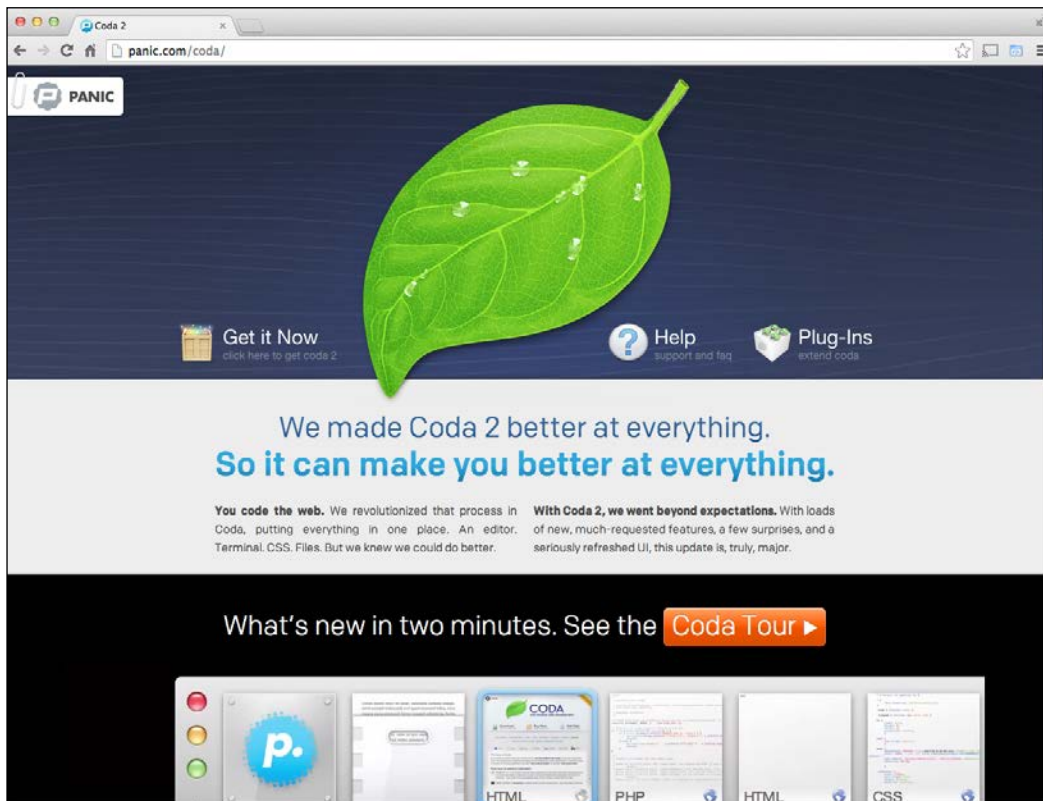 Coda 2
panic.com/coda/
PANIC
Get it Now
click here to get coda 2
Help
support and faq
Plug-Ins
extend coda
We made Coda 2 better at everything.
So it can make you better at everything.
You code the web. We revolutionized that process in
Coda, putting everything in one place. An editor.
Terminal. CSS. Files. But we knew we could do better.
With Coda 2, we went beyond expectations. With loads
of new, much-requested features, a few surprises, and a
seriously refreshed UI, this update is, truly, major.
What's new in two minutes. See the Coda Tour ▸
p.
CODA
HTML
PHP
HTML
CSS